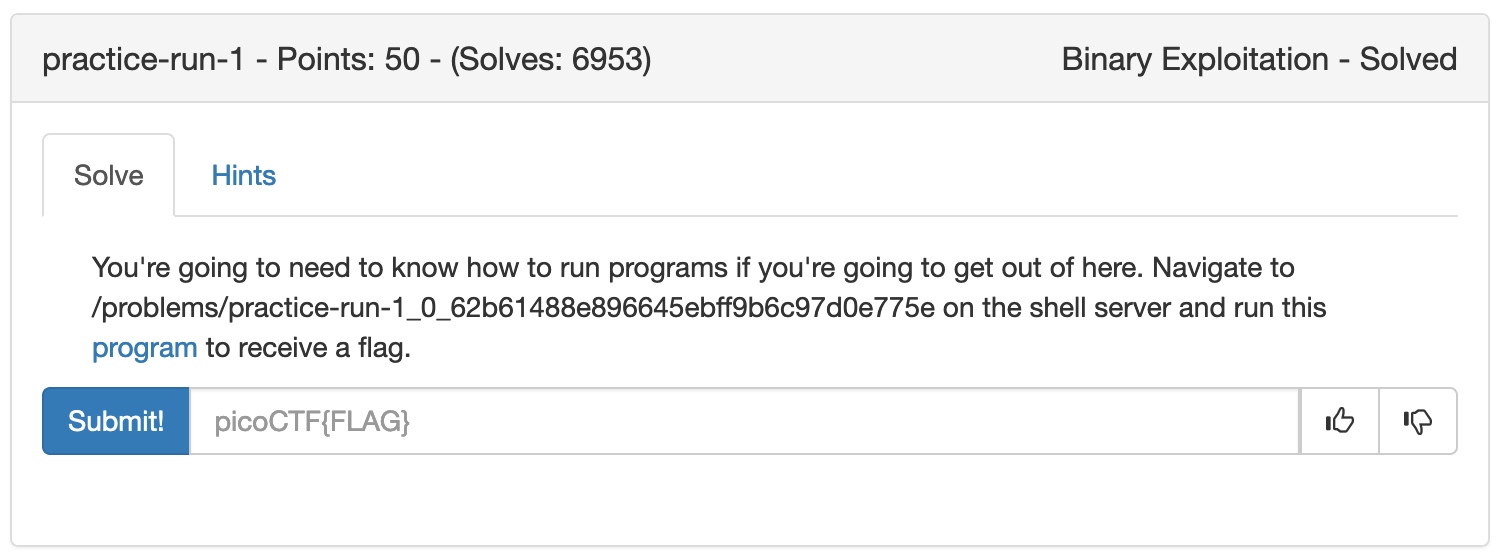 practice-run-1 - Points: 50 - (Solves: 6953)
Binary Exploitation - Solved
Solve
Hints
You're going to need to know how to run programs if you're going to get out of here. Navigate to
/problems/practice-run-1_0_62b61488e896645ebff9b6c97d0e775e on the shell server and run this
program to receive a flag.
Submit!
picoCTF{FLAG}